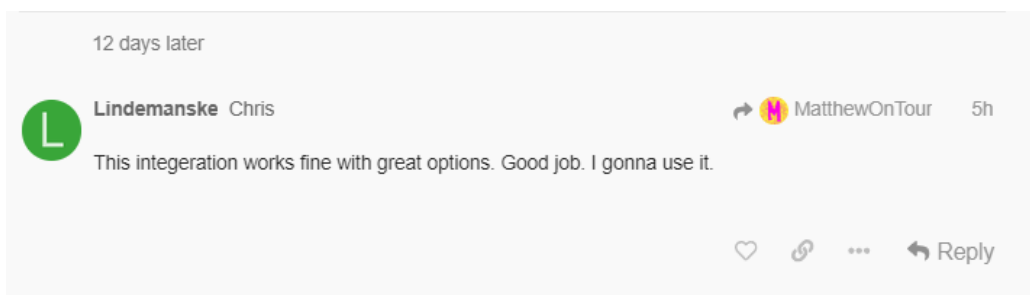 12 days later
L
Lindemanske Chris
M MatthewOnTour 5h
This integeration works fine with great options. Good job. I gonna use it.
Reply